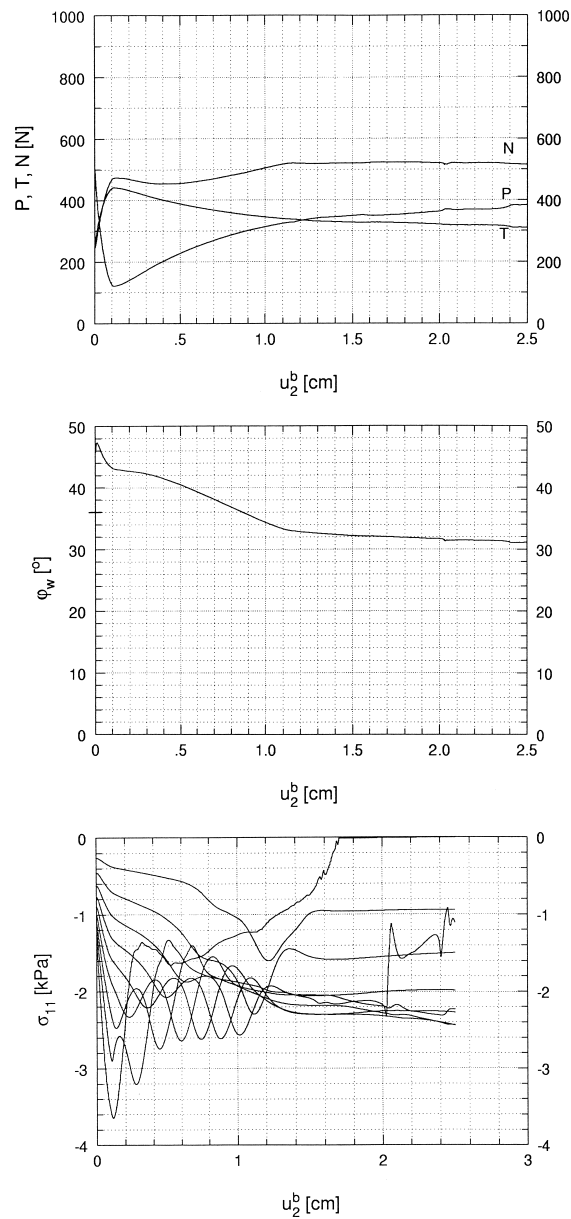 1000 1000
800 800
600 600
400 400
200 200
0 0
P, T, N [N]
N
P
T
0 .5 1.0 1.5 2.0 2.5
u₂ᵇ [cm]
50 50
40 40
30 30
20 20
10 10
0 0
φ_w [°]
0 .5 1.0 1.5 2.0 2.5
u₂ᵇ [cm]
0 0
-1 -1
-2 -2
-3 -3
-4 -4
σ₁₁ [kPa]
0 1 2 3
u₂ᵇ [cm]